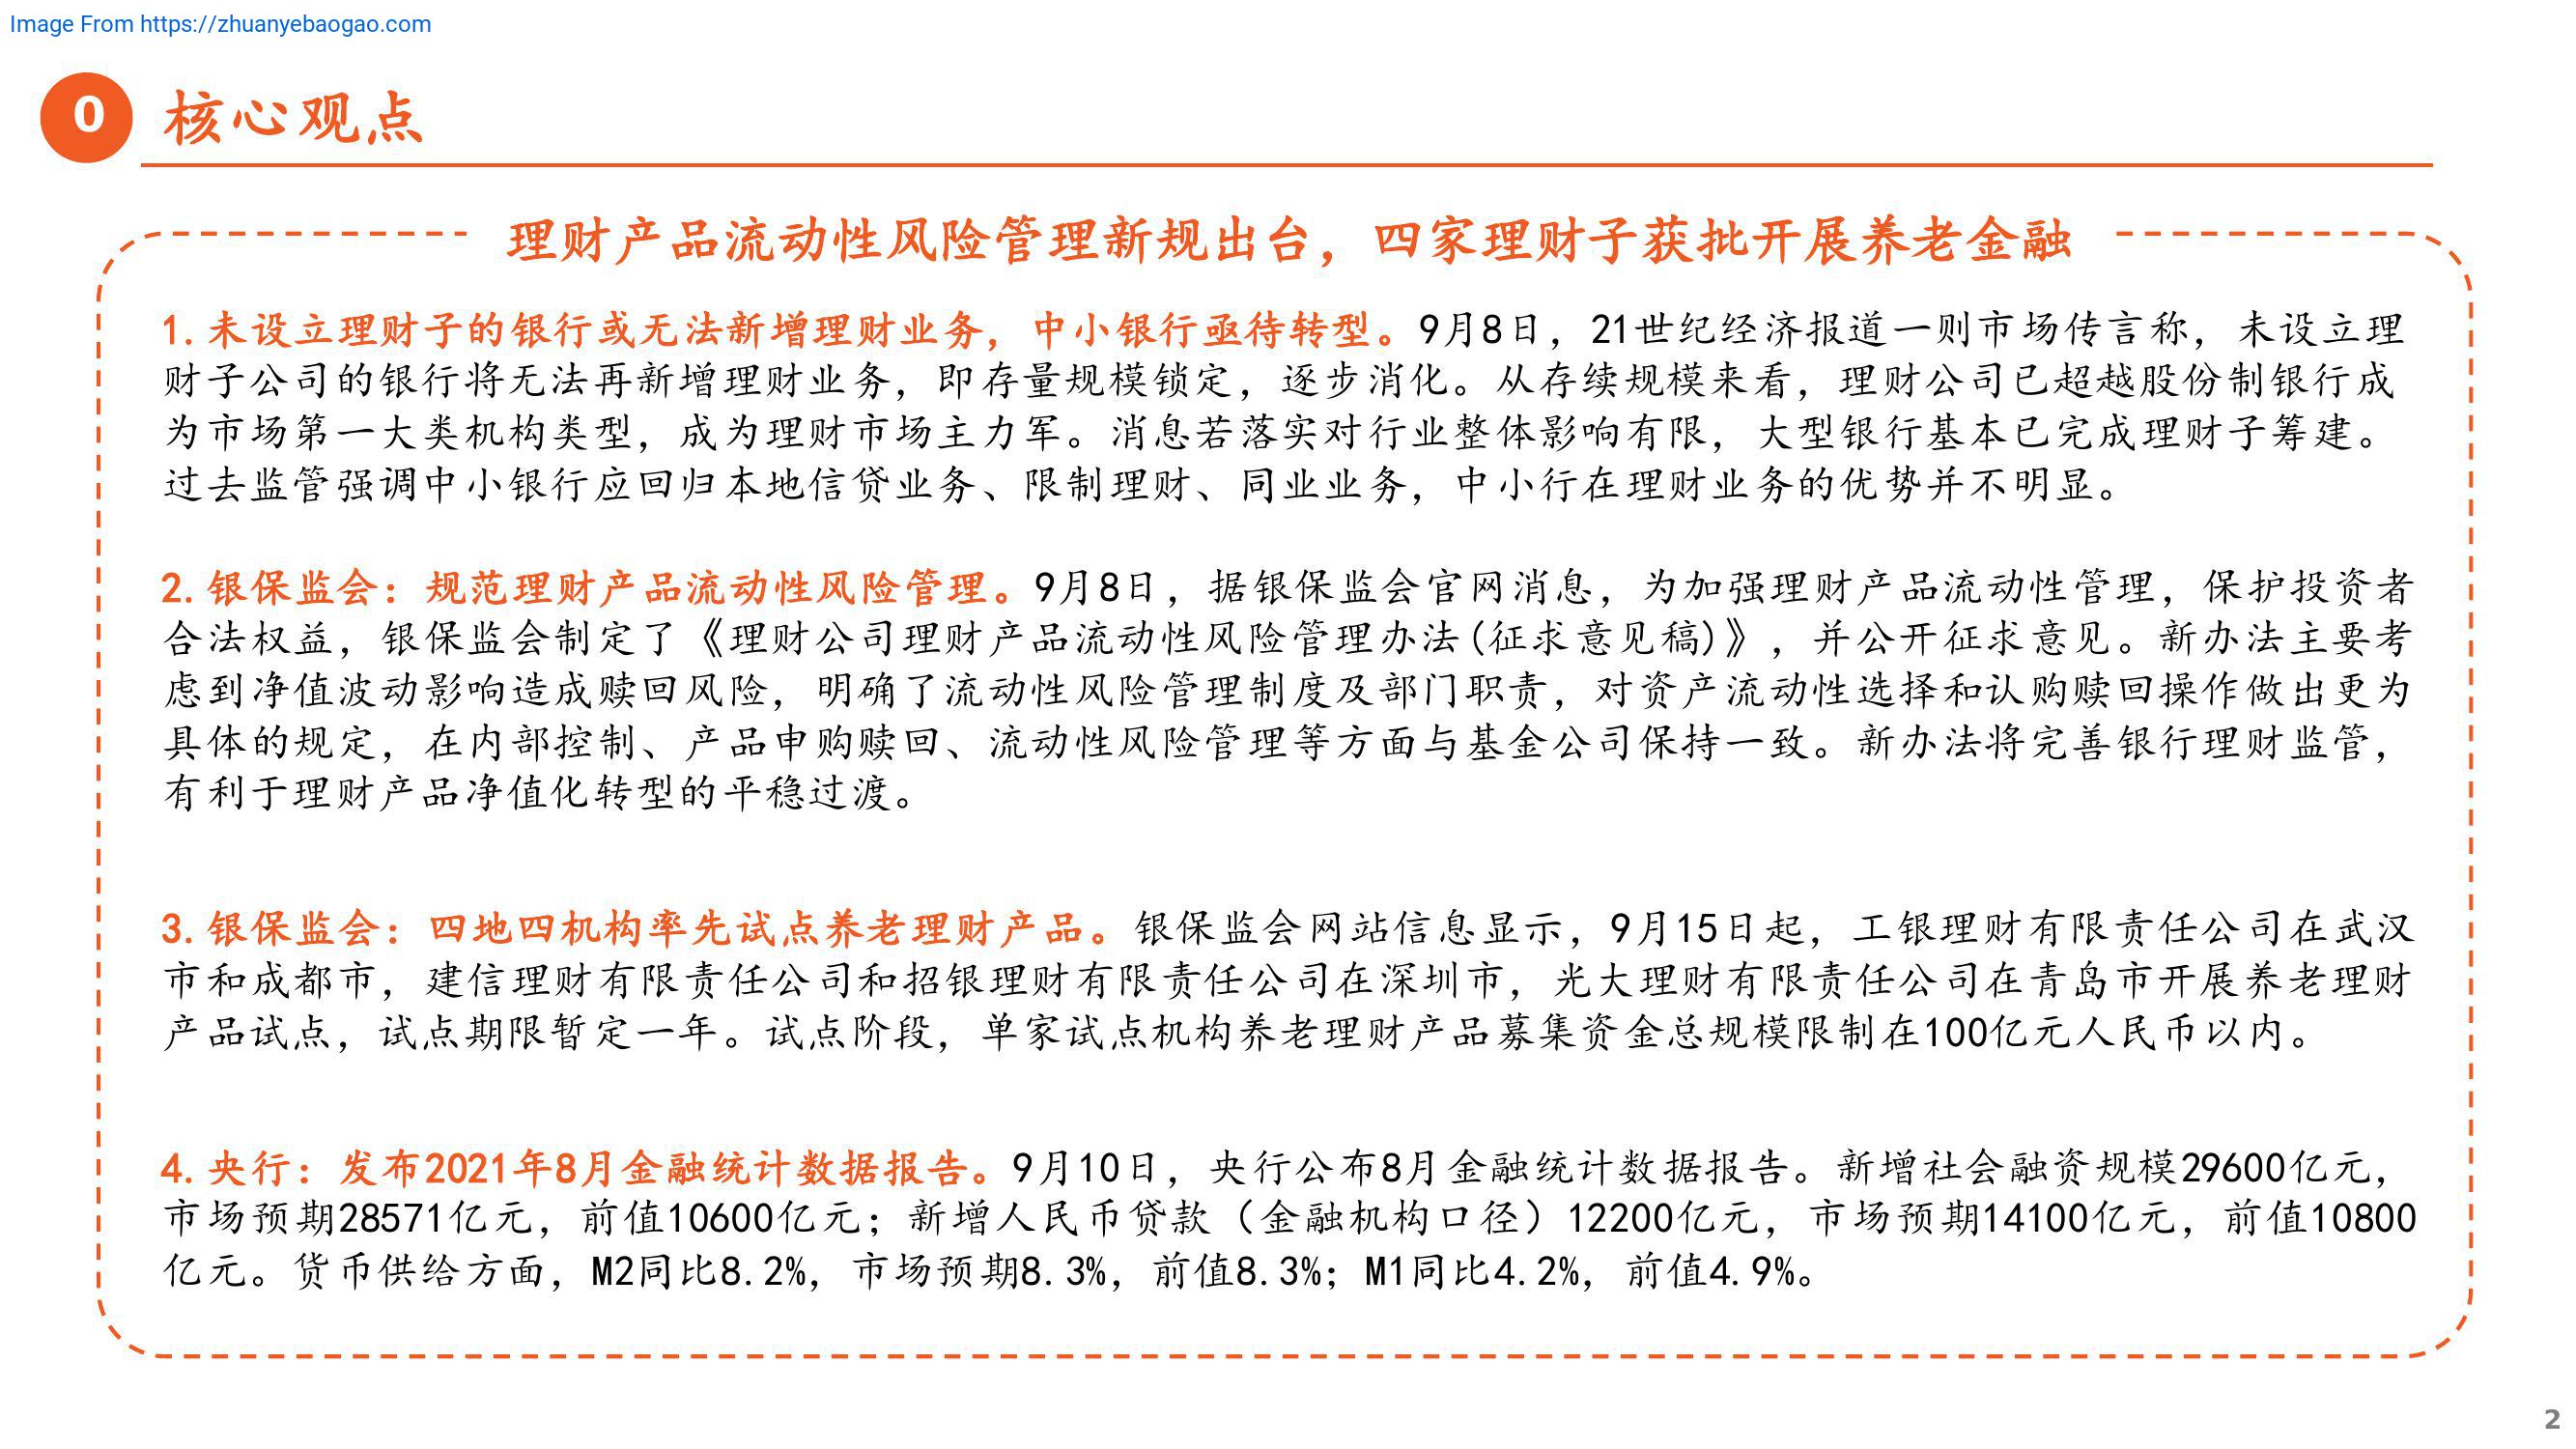 Image From https://zhuanyebaogao.com
0 核心观点
理财产品流动性风险管理新规出台，四家理财子获批开展养老金融
1. 未设立理财子的银行或无法新增理财业务，中小银行亟待转型。9月8日，21世纪经济报道一则市场传言称，未设立理
财子公司的银行将无法再新增理财业务，即存量规模锁定，逐步消化。从存续规模来看，理财公司已超越股份制银行成
为市场第一大类机构类型，成为理财市场主力军。消息若落实对行业整体影响有限，大型银行基本已完成理财子筹建。
过去监管强调中小银行应回归本地信贷业务、限制理财、同业业务，中小行在理财业务的优势并不明显。
2. 银保监会：规范理财产品流动性风险管理。9月8日，据银保监会官网消息，为加强理财产品流动性管理，保护投资者
合法权益，银保监会制定了《理财公司理财产品流动性风险管理办法(征求意见稿)》，并公开征求意见。新办法主要考
虑到净值波动影响造成赎回风险，明确了流动性风险管理制度及部门职责，对资产流动性选择和认购赎回操作做出更为
具体的规定，在内部控制、产品申购赎回、流动性风险管理等方面与基金公司保持一致。新办法将完善银行理财监管，
有利于理财产品净值化转型的平稳过渡。
3. 银保监会：四地四机构率先试点养老理财产品。银保监会网站信息显示，9月15日起，工银理财有限责任公司在武汉
市和成都市，建信理财有限责任公司和招银理财有限责任公司在深圳市，光大理财有限责任公司在青岛市开展养老理财
产品试点，试点期限暂定一年。试点阶段，单家试点机构养老理财产品募集资金总规模限制在100亿元人民币以内。
4. 央行：发布2021年8月金融统计数据报告。9月10日，央行公布8月金融统计数据报告。新增社会融资规模29600亿元，
市场预期28571亿元，前值10600亿元；新增人民币贷款（金融机构口径）12200亿元，市场预期14100亿元，前值10800
亿元。货币供给方面，M2同比8.2%，市场预期8.3%，前值8.3%；M1同比4.2%，前值4.9%。
2